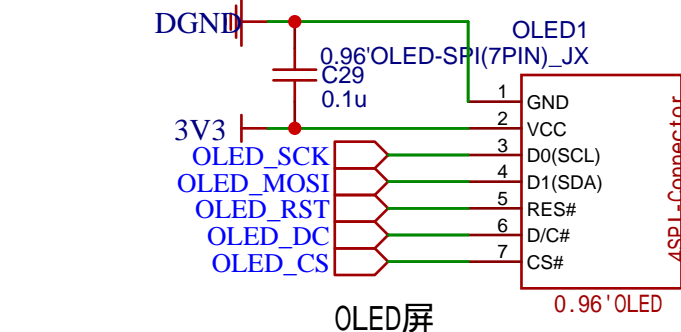 DGND
OLED1
0.96'OLED-SPI(7PIN)_JX
C29
0.1u
3V3
1 GND
2 VCC
OLED_SCK 3 D0(SCL)
OLED_MOSI 4 D1(SDA)
OLED_RST 5 RES#
OLED_DC 6 D/C#
OLED_CS 7 CS#
4SPI-Connector
0.96'OLED
OLED屏